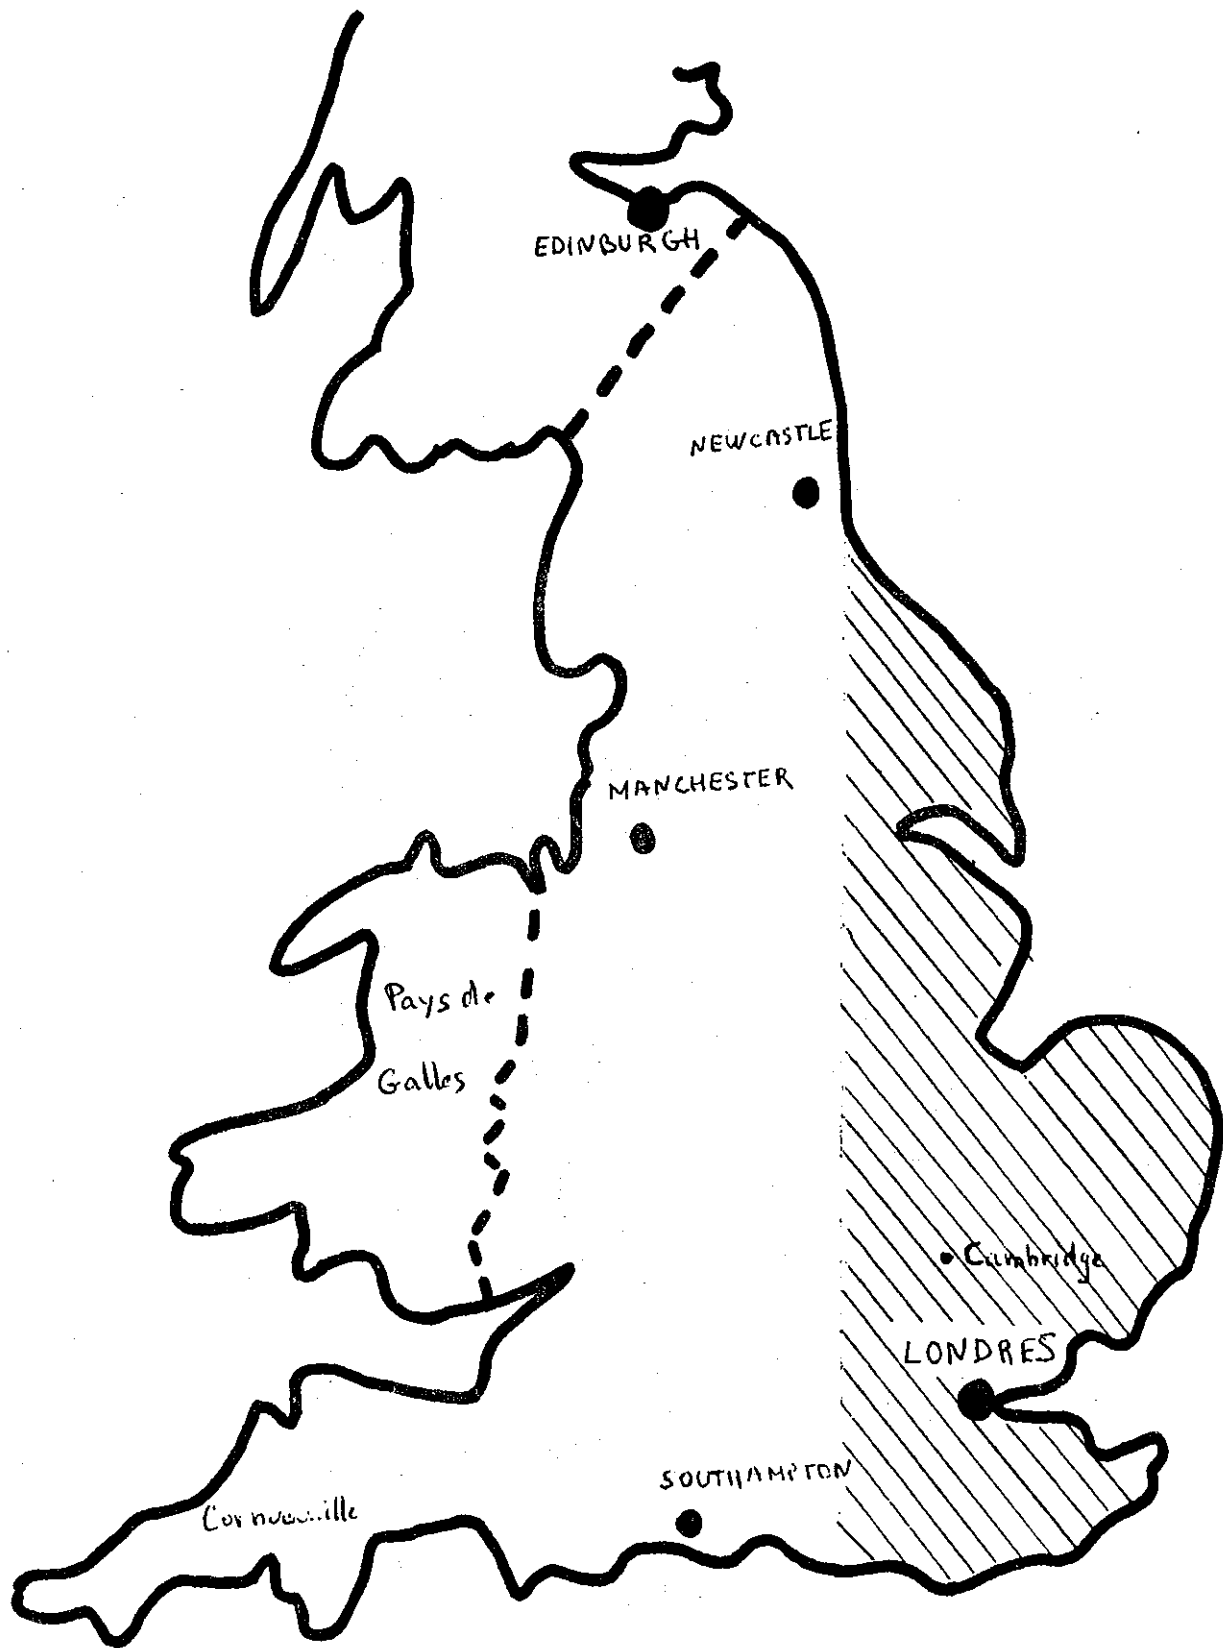 EDINBURGH
NEWCASTLE
MANCHESTER
Pays de
Galles
Cambridge
LONDRES
SOUTHAMPTON